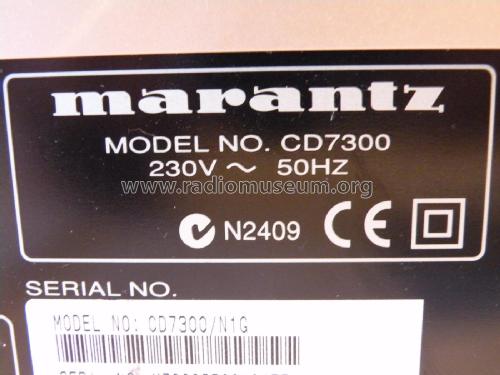 marantz
MODEL NO. CD7300
230V ~ 50HZ
www.radiomuseum.org
N2409 CE
SERIAL NO.
MODEL NO: CD7300/N1G